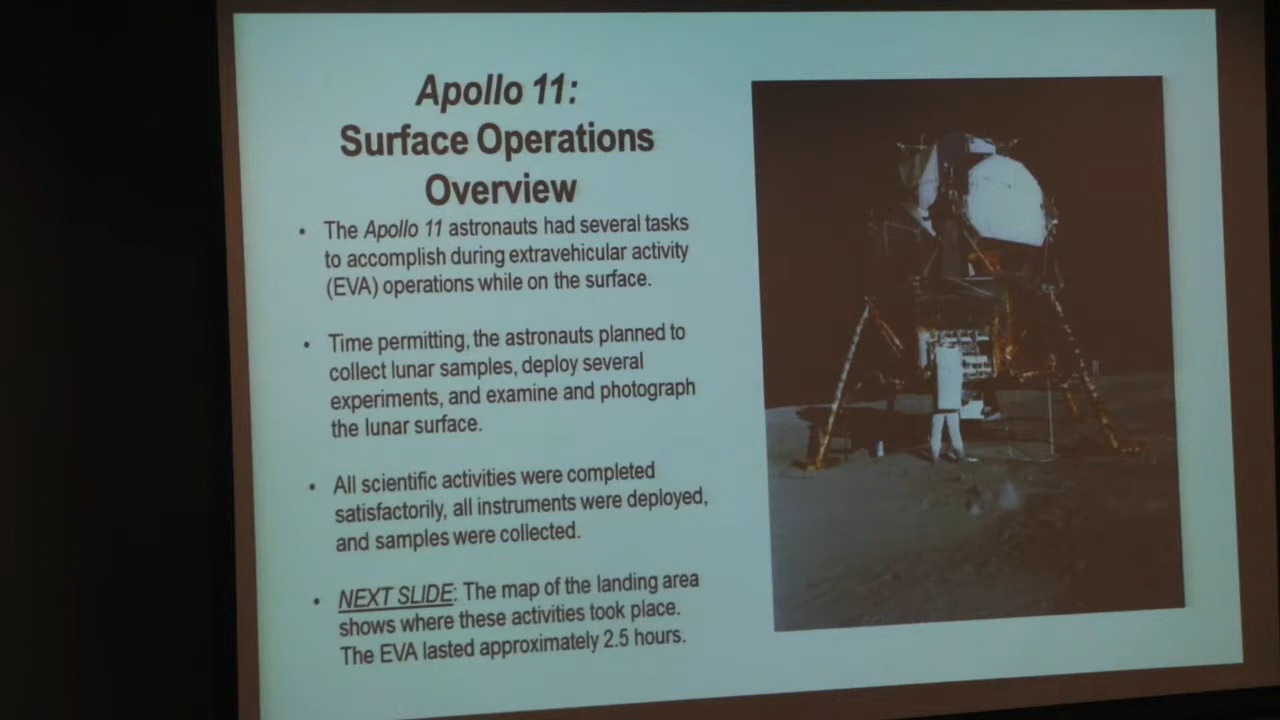 Apollo 11:
Surface Operations
Overview
• The Apollo 11 astronauts had several tasks
to accomplish during extravehicular activity
(EVA) operations while on the surface.
• Time permitting, the astronauts planned to
collect lunar samples, deploy several
experiments, and examine and photograph
the lunar surface.
• All scientific activities were completed
satisfactorily, all instruments were deployed,
and samples were collected.
• NEXT SLIDE: The map of the landing area
shows where these activities took place.
The EVA lasted approximately 2.5 hours.